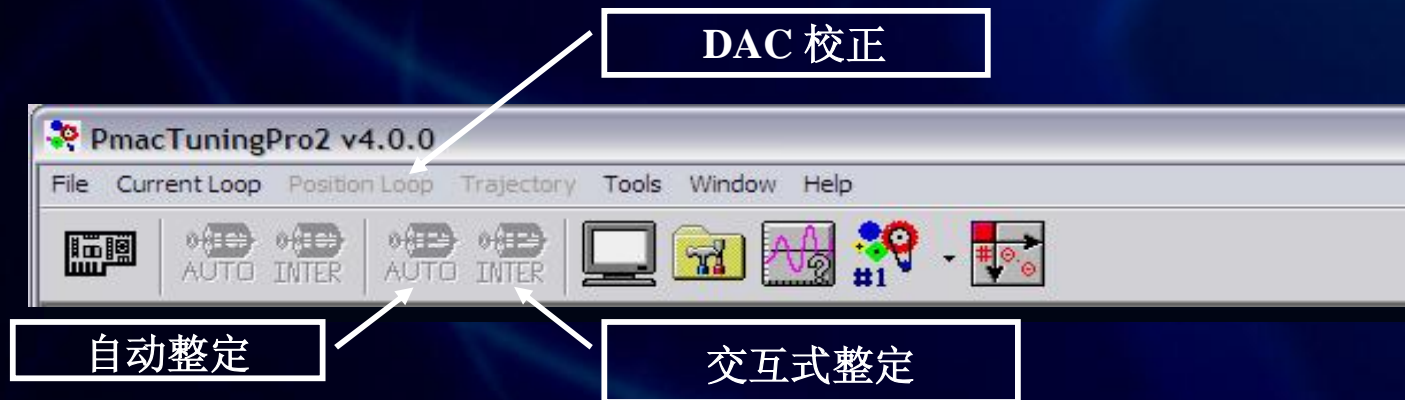 DAC 校正
PmacTuningPro2 v4.0.0
File Current Loop Position Loop Trajectory Tools Window Help
AUTO INTER AUTO INTER #1 #
自动整定
交互式整定